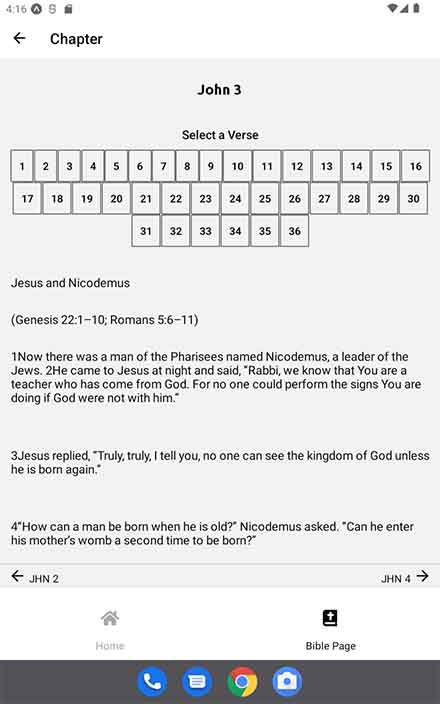 4:16
Chapter
John 3
Select a Verse
1 2 3 4 5 6 7 8 9 10 11 12 13 14 15 16
17 18 19 20 21 22 23 24 25 26 27 28 29 30
31 32 33 34 35 36
Jesus and Nicodemus
(Genesis 22:1–10; Romans 5:6–11)
1Now there was a man of the Pharisees named Nicodemus, a leader of the
Jews. 2He came to Jesus at night and said, “Rabbi, we know that You are a
teacher who has come from God. For no one could perform the signs You are
doing if God were not with him.”
3Jesus replied, “Truly, truly, I tell you, no one can see the kingdom of God unless
he is born again.”
4“How can a man be born when he is old?” Nicodemus asked. “Can he enter
his mother’s womb a second time to be born?”
JHN 2 JHN 4
Home Bible Page